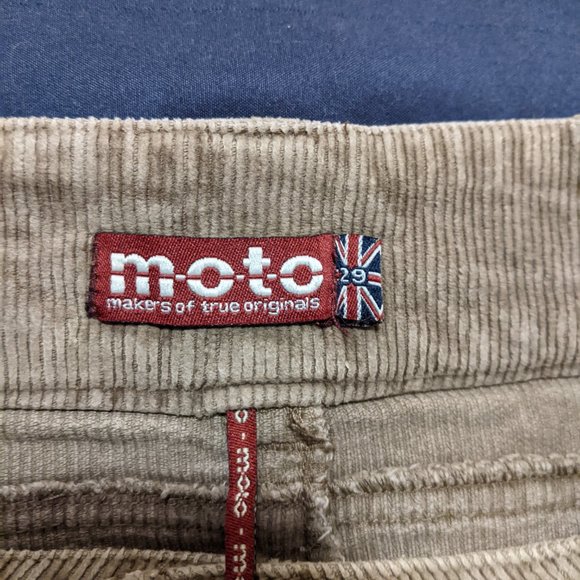 m-o-t-o
makers of true originals
29
o-moto-m